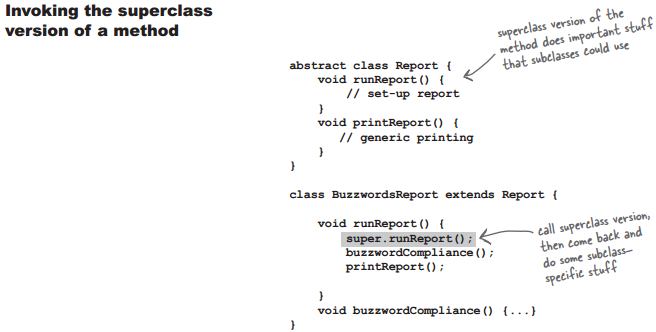 Invoking the superclass
version of a method
superclass version of the
method does important stuff
that subclasses could use
abstract class Report {
void runReport() {
// set-up report
}
void printReport() {
// generic printing
}
}
class BuzzwordsReport extends Report {
void runReport() {
super.runReport();
buzzwordCompliance();
printReport();
}
void buzzwordCompliance() {...}
}
call superclass version,
then come back and
do some subclass-
specific stuff